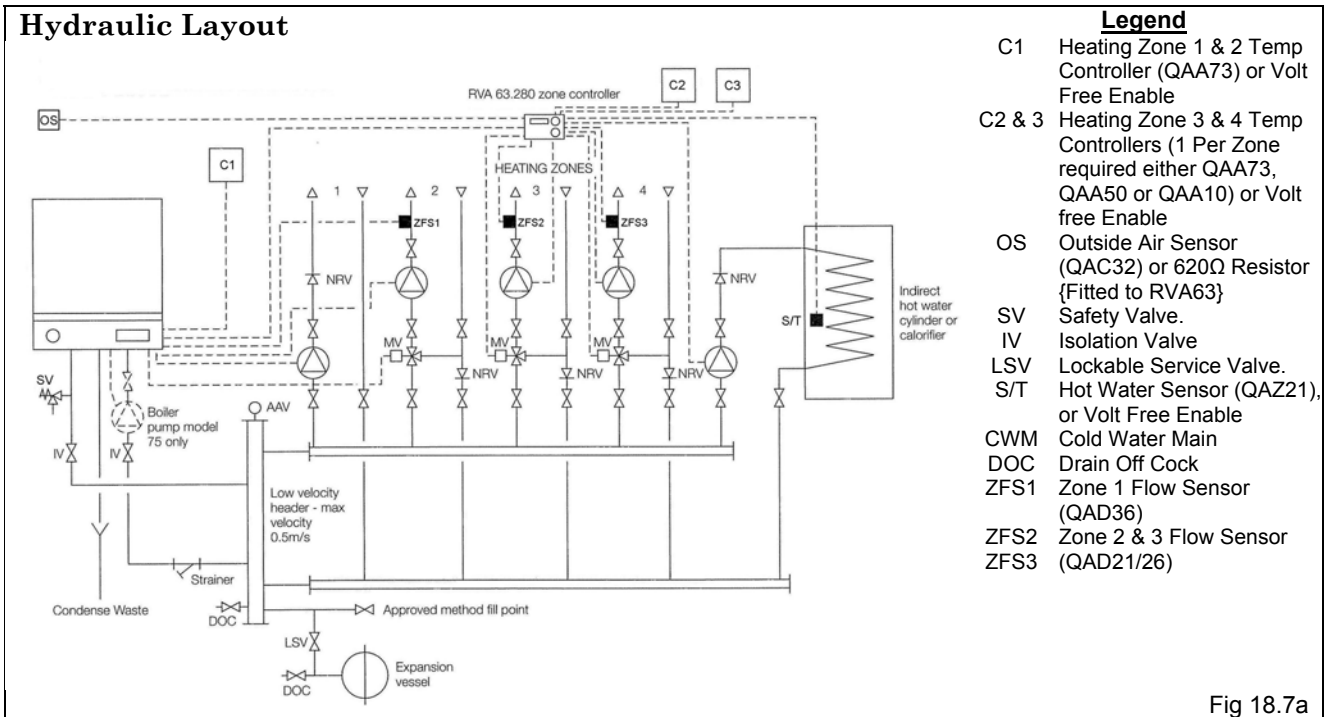 Hydraulic Layout
RVA 63.280 zone controller
C2
C3
OS
C1
HEATING ZONES
1
2
3
4
ZFS1
ZFS2
ZFS3
NRV
NRV
MV
MV
MV
NRV
NRV
NRV
S/T
Indirect
hot water
cylinder or
calorifier
SV
AAV
Boiler
pump model
75 only
IV
IV
Low velocity
header - max
velocity
0.5m/s
Strainer
Condense Waste
DOC
Approved method fill point
LSV
DOC
Expansion
vessel
Legend
C1 Heating Zone 1 & 2 Temp
Controller (QAA73) or Volt
Free Enable
C2 & 3 Heating Zone 3 & 4 Temp
Controllers (1 Per Zone
required either QAA73,
QAA50 or QAA10) or Volt
free Enable
OS Outside Air Sensor
(QAC32) or 620Ω Resistor
{Fitted to RVA63}
SV Safety Valve.
IV Isolation Valve
LSV Lockable Service Valve.
S/T Hot Water Sensor (QAZ21),
or Volt Free Enable
CWM Cold Water Main
DOC Drain Off Cock
ZFS1 Zone 1 Flow Sensor
(QAD36)
ZFS2 Zone 2 & 3 Flow Sensor
ZFS3 (QAD21/26)
Fig 18.7a